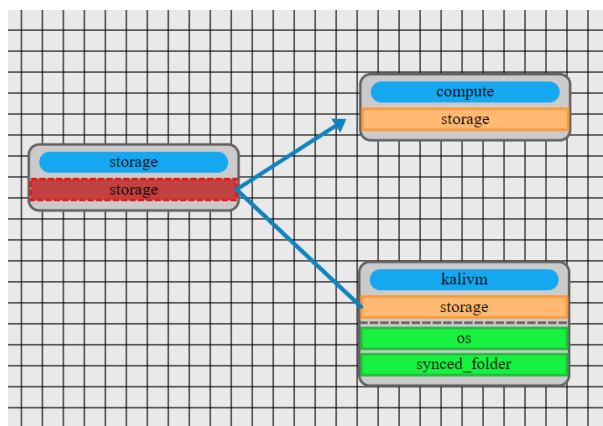 compute
storage
storage
storage
kalivm
storage
os
synced_folder